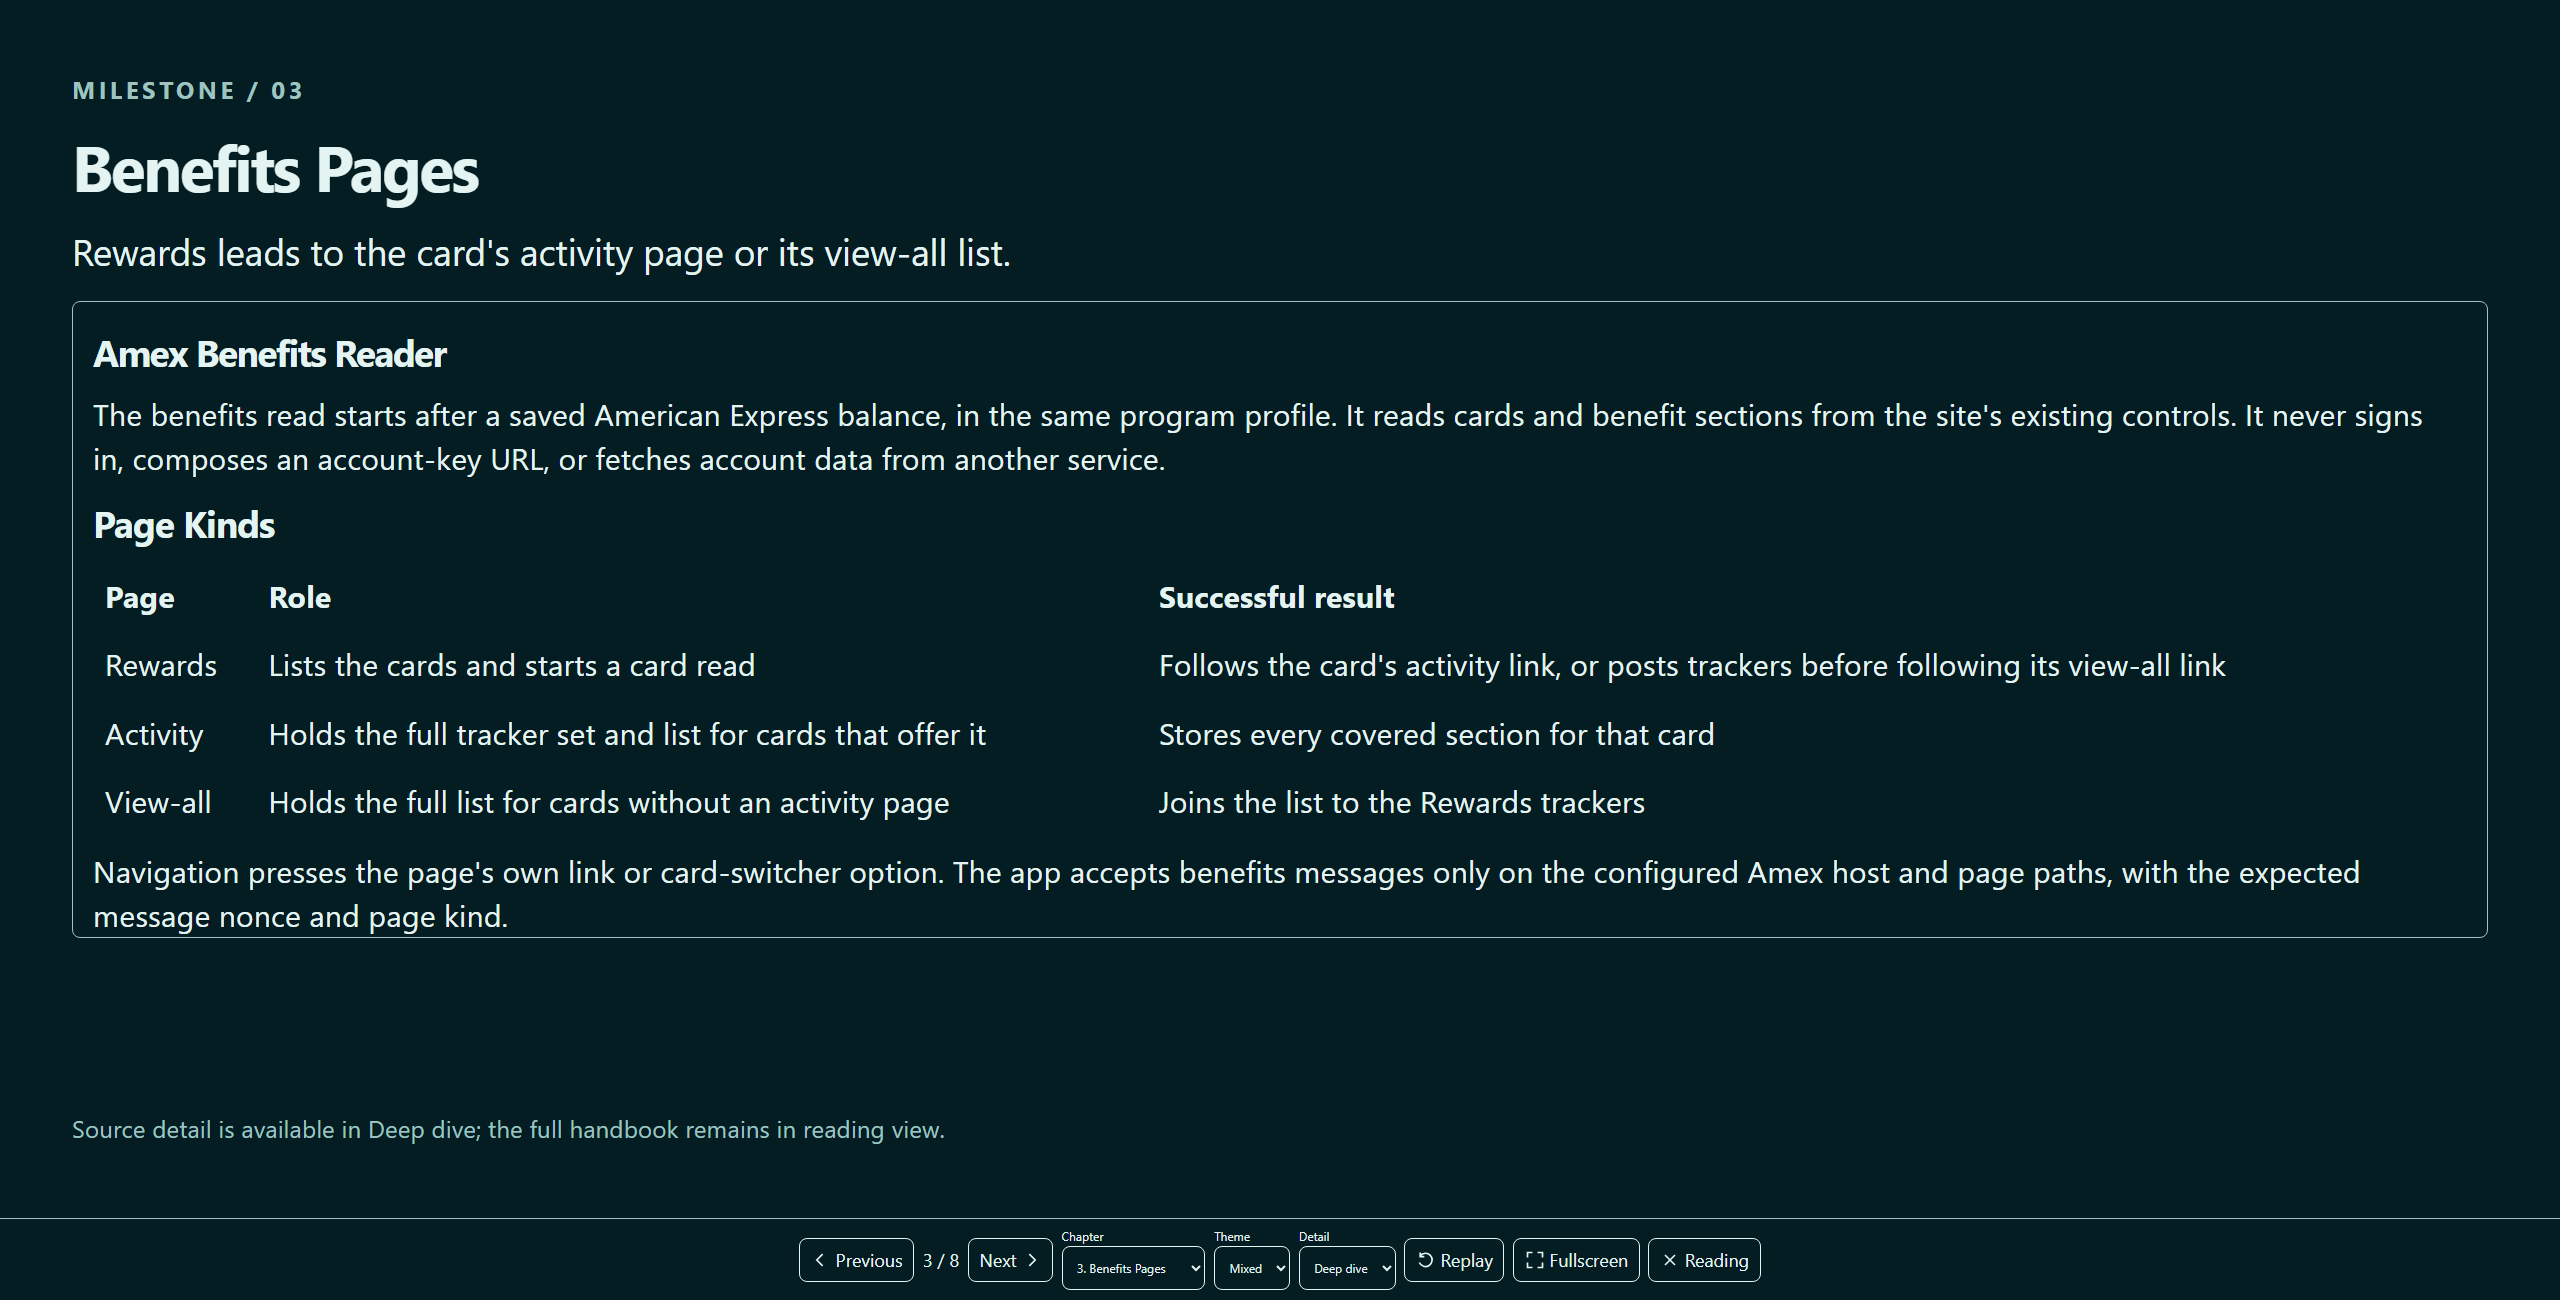 MILESTONE / 03
Benefits Pages
Rewards leads to the card's activity page or its view-all list.
Amex Benefits Reader
The benefits read starts after a saved American Express balance, in the same program profile. It reads cards and benefit sections from the site's existing controls. It never signs
in, composes an account-key URL, or fetches account data from another service.
Page Kinds
Page Role Successful result
Rewards Lists the cards and starts a card read Follows the card's activity link, or posts trackers before following its view-all link
Activity Holds the full tracker set and list for cards that offer it Stores every covered section for that card
View-all Holds the full list for cards without an activity page Joins the list to the Rewards trackers
Navigation presses the page's own link or card-switcher option. The app accepts benefits messages only on the configured Amex host and page paths, with the expected
message nonce and page kind.
Source detail is available in Deep dive; the full handbook remains in reading view.
Chapter Theme Detail
Previous 3 / 8 Next 3. Benefits Pages Mixed Deep dive Replay Fullscreen Reading